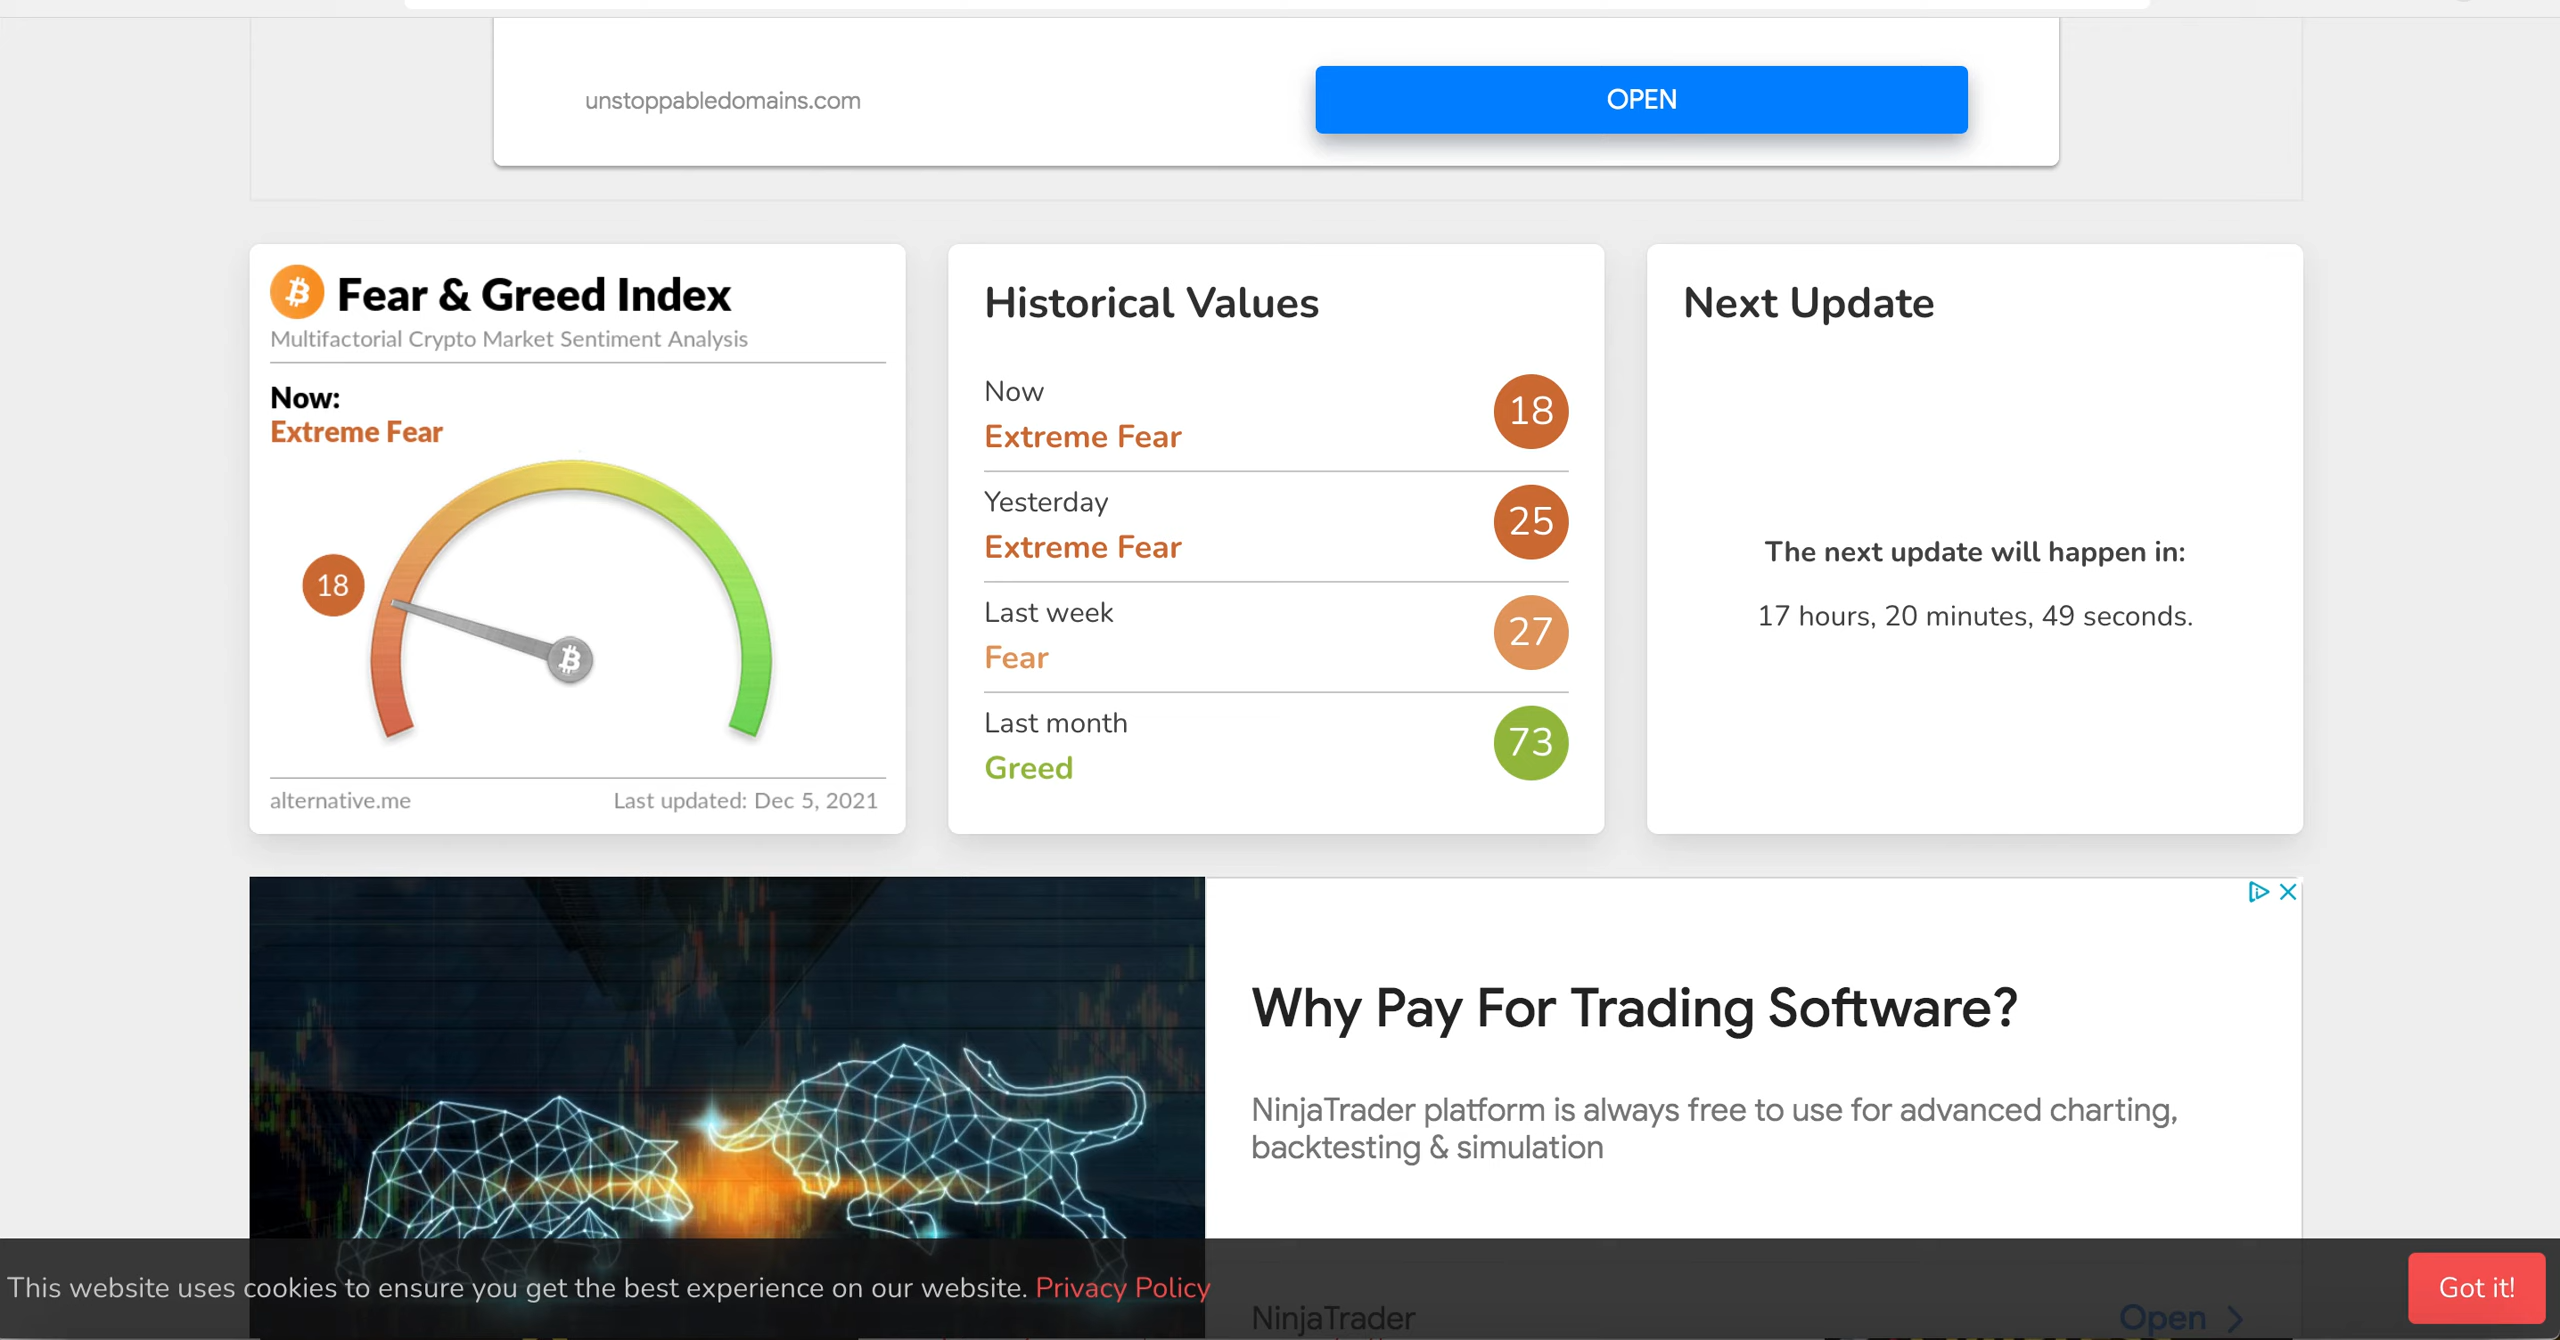 unstoppabledomains.com
OPEN
Fear & Greed Index
Multifactorial Crypto Market Sentiment Analysis
Now:
Extreme Fear
18
alternative.me
Last updated: Dec 5, 2021
Historical Values
Now
Extreme Fear
18
Yesterday
Extreme Fear
25
Last week
Fear
27
Last month
Greed
73
Next Update
The next update will happen in:
17 hours, 20 minutes, 49 seconds.
Why Pay For Trading Software?
NinjaTrader platform is always free to use for advanced charting,
backtesting & simulation
NinjaTrader
Open
This website uses cookies to ensure you get the best experience on our website. Privacy Policy
Got it!